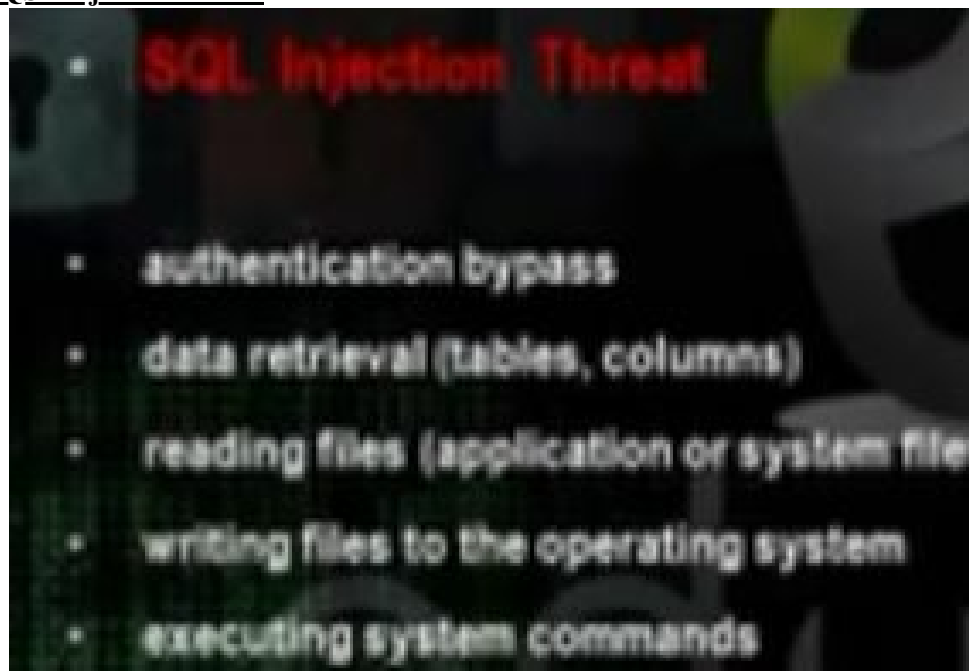 • SQL Injection Threat
• authentication bypass
• data retrieval (tables, columns)
• reading files (application or system file
• writing files to the operating system
• executing system commands